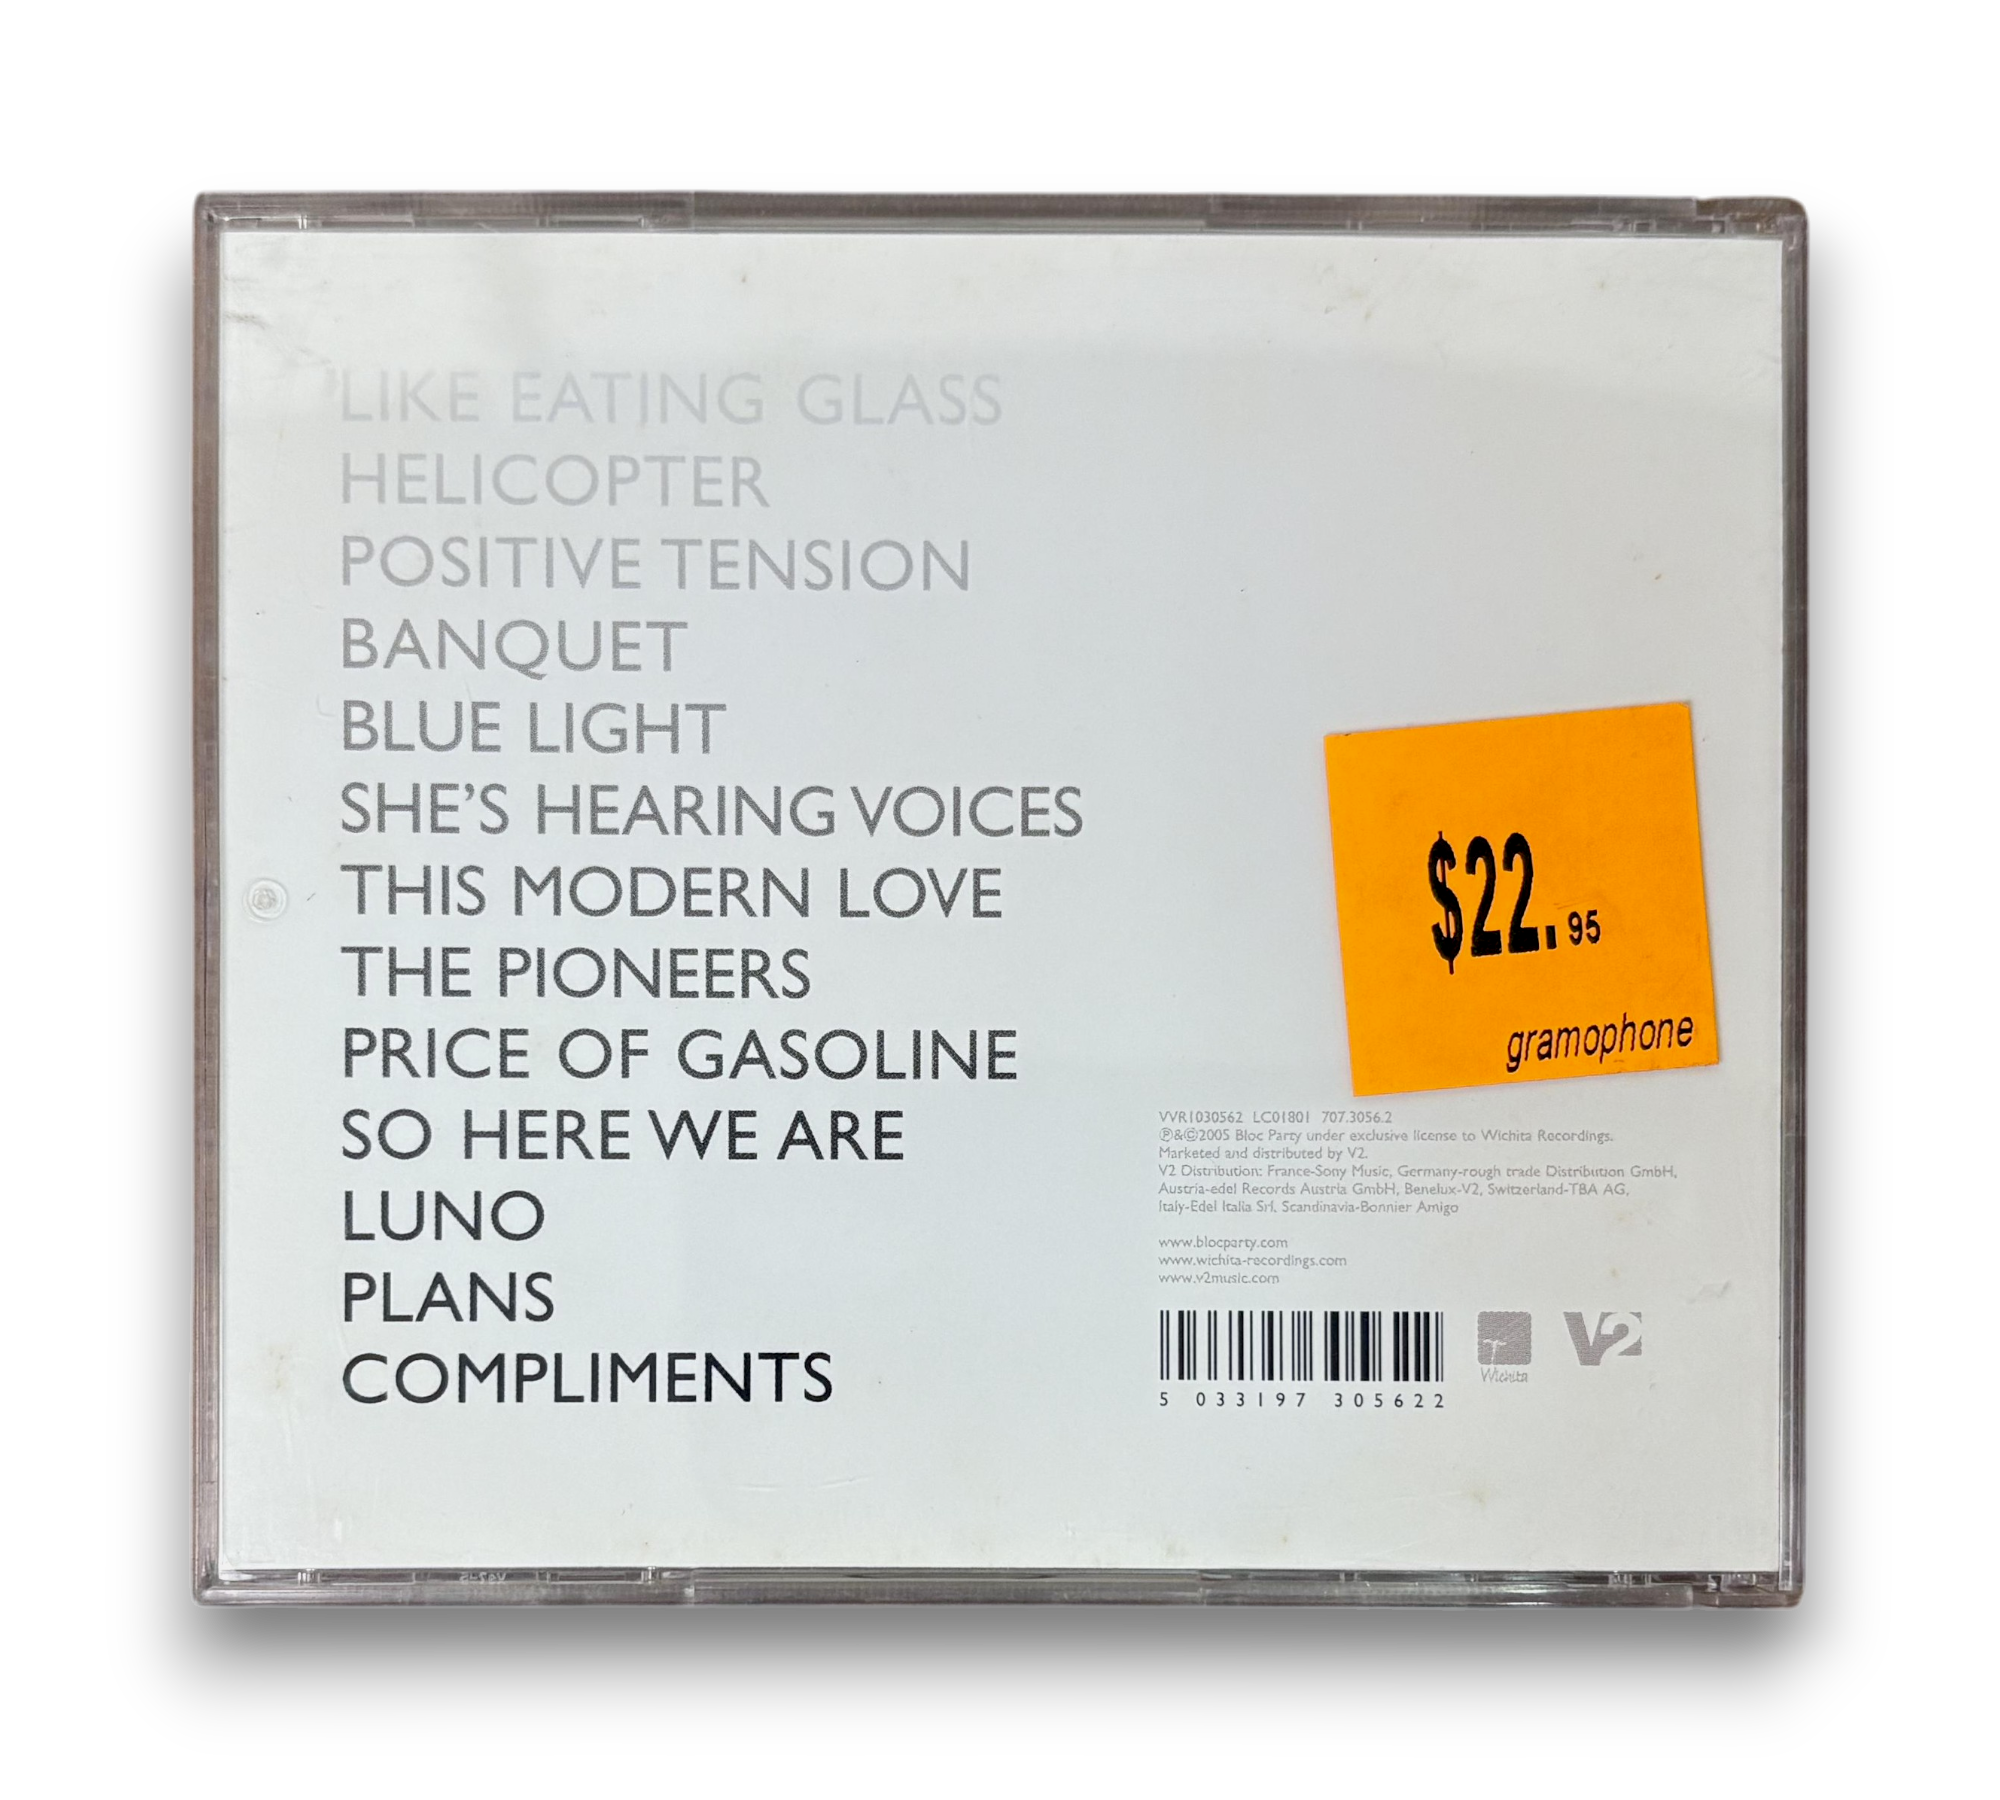 LIKE EATING GLASS
HELICOPTER
POSITIVE TENSION
BANQUET
BLUE LIGHT
SHE'S HEARING VOICES
THIS MODERN LOVE
THE PIONEERS
PRICE OF GASOLINE
SO HERE WE ARE
LUNO
PLANS
COMPLIMENTS
$22.95
gramophone
VVR1030562 LC01801 707.3056.2
℗&©2005 Bloc Party under exclusive license to Wichita Recordings.
Marketed and distributed by V2.
V2 Distribution: France-Sony Music, Germany-rough trade Distribution GmbH,
Austria-edel Records Austria GmbH, Benelux-V2, Switzerland-TBA AG,
Italy-Edel Italia Srl, Scandinavia-Bonnier Amigo
www.blocparty.com
www.wichita-recordings.com
www.v2music.com
5 033197 305622
Wichita
V2